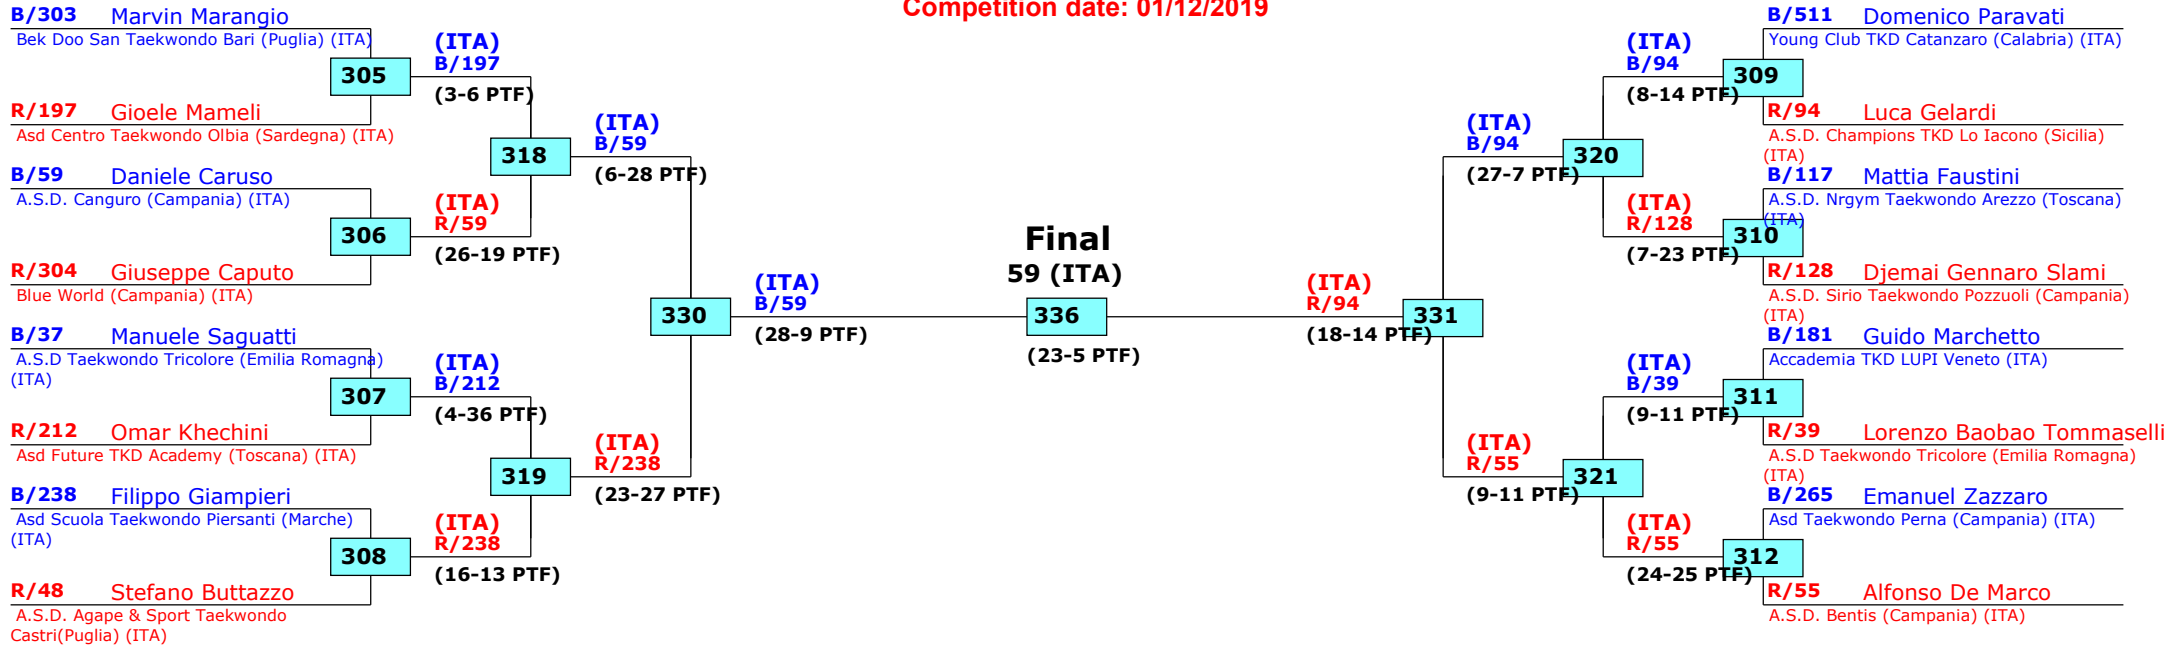 Competition date: 01/12/2019
B/303 Marvin Marangio
Bek Doo San Taekwondo Bari (Puglia) (ITA)
305
R/197 Gioele Mameli
Asd Centro Taekwondo Olbia (Sardegna) (ITA)
B/59 Daniele Caruso
A.S.D. Canguro (Campania) (ITA)
306
R/304 Giuseppe Caputo
Blue World (Campania) (ITA)
B/37 Manuele Saguatti
A.S.D Taekwondo Tricolore (Emilia Romagna)
(ITA)
307
R/212 Omar Khechini
Asd Future TKD Academy (Toscana) (ITA)
B/238 Filippo Giampieri
Asd Scuola Taekwondo Piersanti (Marche)
(ITA)
308
R/48 Stefano Buttazzo
A.S.D. Agape & Sport Taekwondo
Castri(Puglia) (ITA)
(ITA)
B/197
(3-6 PTF)
318
(ITA)
R/59
(26-19 PTF)
(ITA)
B/212
(4-36 PTF)
319
(ITA)
R/238
(16-13 PTF)
(ITA)
B/59
(6-28 PTF)
330
(ITA)
R/238
(23-27 PTF)
(ITA)
B/59
(28-9 PTF)
Final
59 (ITA)
336
(23-5 PTF)
(ITA)
R/94
(18-14 PTF)
331
(ITA)
B/94
(27-7 PTF)
320
(ITA)
R/55
(9-11 PTF)
321
(ITA)
B/94
(8-14 PTF)
309
(ITA)
R/128
(7-23 PTF)
310
(ITA)
B/39
(9-11 PTF)
311
(ITA)
R/55
(24-25 PTF)
312
B/511 Domenico Paravati
Young Club TKD Catanzaro (Calabria) (ITA)
R/94 Luca Gelardi
A.S.D. Champions TKD Lo Iacono (Sicilia)
(ITA)
B/117 Mattia Faustini
A.S.D. Nrgym Taekwondo Arezzo (Toscana)
(ITA)
R/128 Djemai Gennaro Slami
A.S.D. Sirio Taekwondo Pozzuoli (Campania)
(ITA)
B/181 Guido Marchetto
Accademia TKD LUPI Veneto (ITA)
R/39 Lorenzo Baobao Tommaselli
A.S.D Taekwondo Tricolore (Emilia Romagna)
(ITA)
B/265 Emanuel Zazzaro
Asd Taekwondo Perna (Campania) (ITA)
R/55 Alfonso De Marco
A.S.D. Bentis (Campania) (ITA)